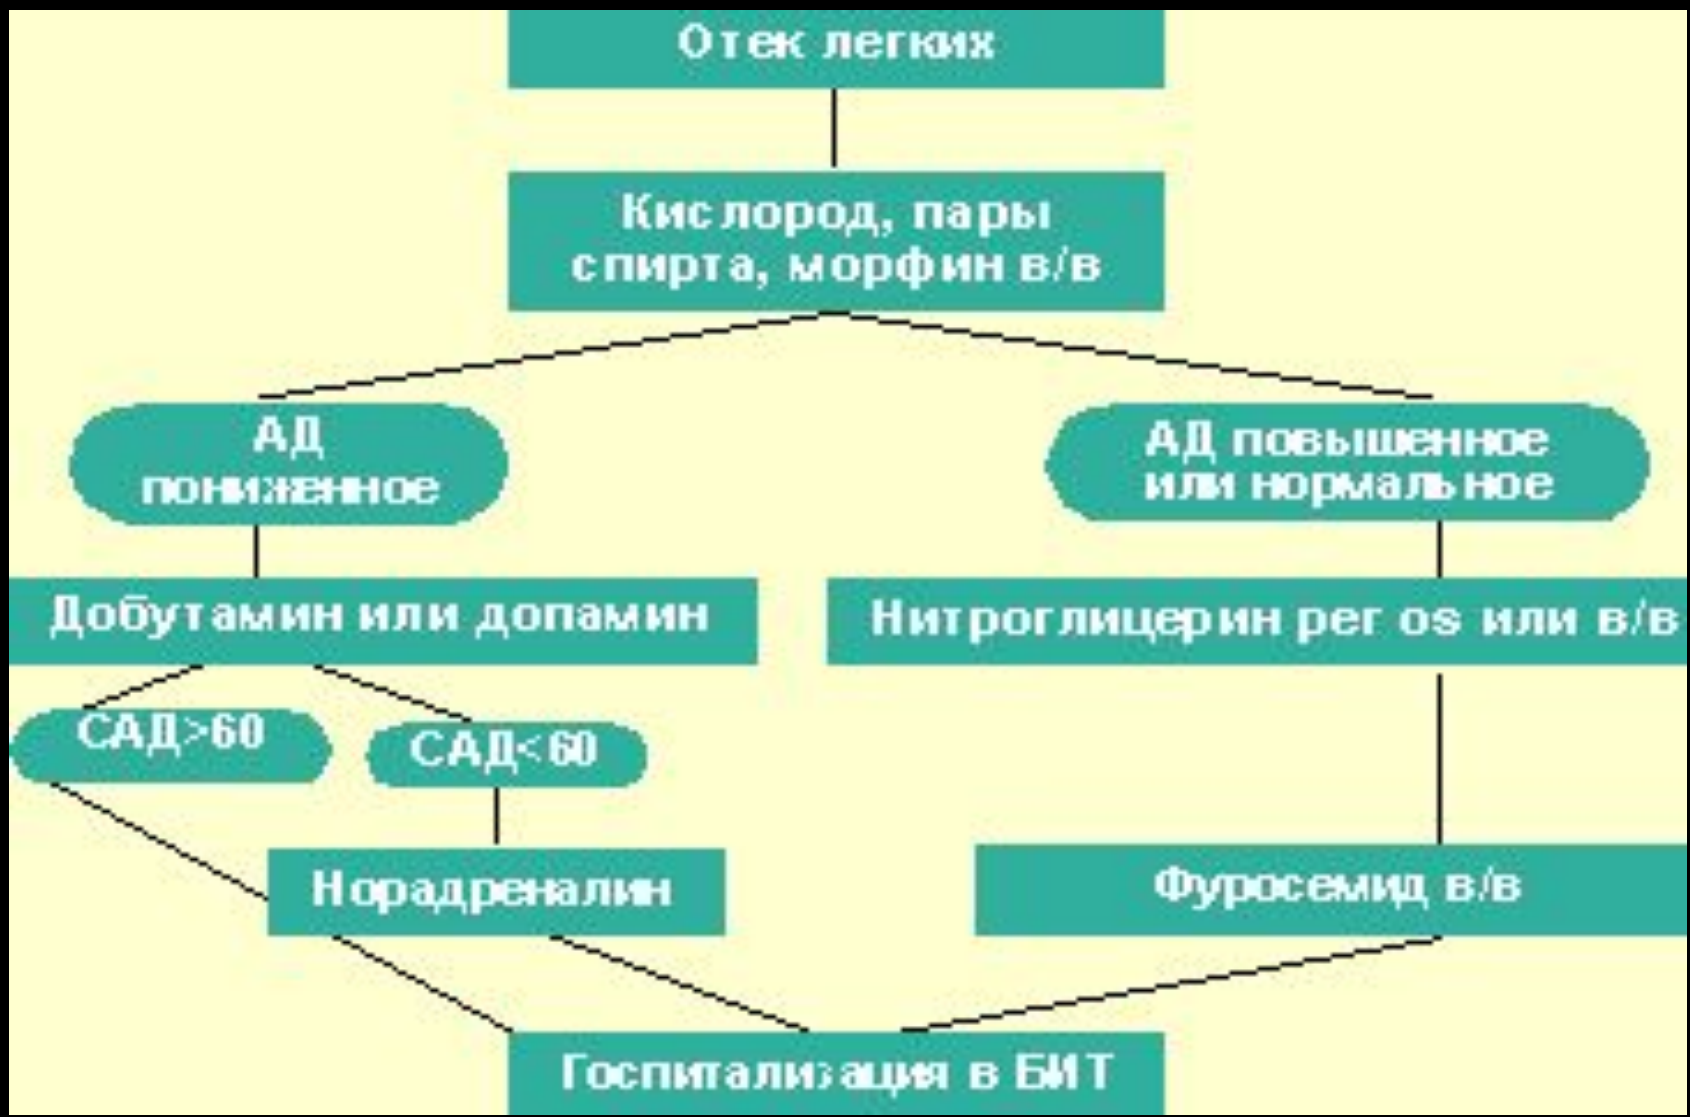 Отек легких
Кислород, пары
спирта, морфин в/в
АД
пониженное
АД повышенное
или нормальное
Добутамин или допамин
Нитроглицерин per os или в/в
САД>60
САД<60
Норадреналин
Фуросемид в/в
Госпитализация в БИТ